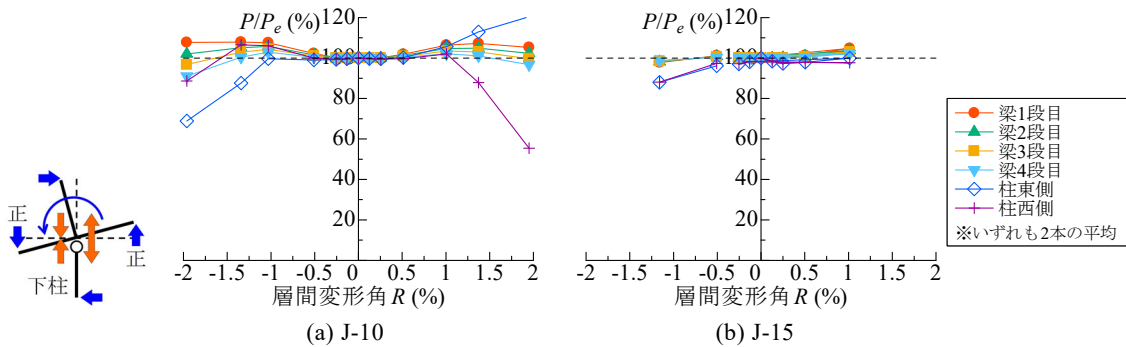 P/Pe (%)
120
100
80
60
40
20
-2
-1.5
-1
-0.5
0
0.5
1
1.5
2
層間変形角 R (%)
(a) J-10
P/Pe (%)
120
100
80
60
40
20
-2
-1.5
-1
-0.5
0
0.5
1
1.5
2
層間変形角 R (%)
(b) J-15
梁1段目
梁2段目
梁3段目
梁4段目
柱東側
柱西側
※いずれも2本の平均
正
正
下柱